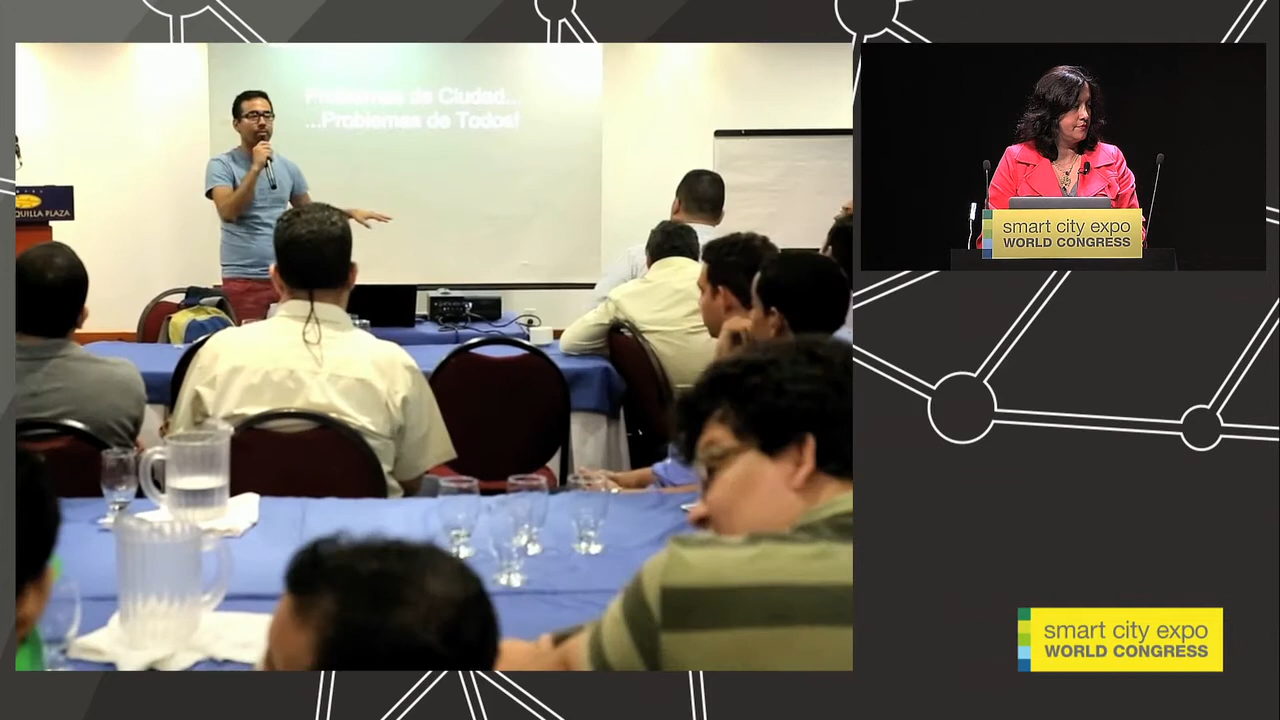 Problemas de Ciudad...
...Problemas de Todos!
QUILLA PLAZA
smart city expo
WORLD CONGRESS
smart city expo
WORLD CONGRESS